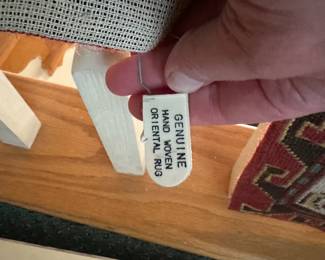 GENUINE
HAND WOVEN
ORIENTAL RUG